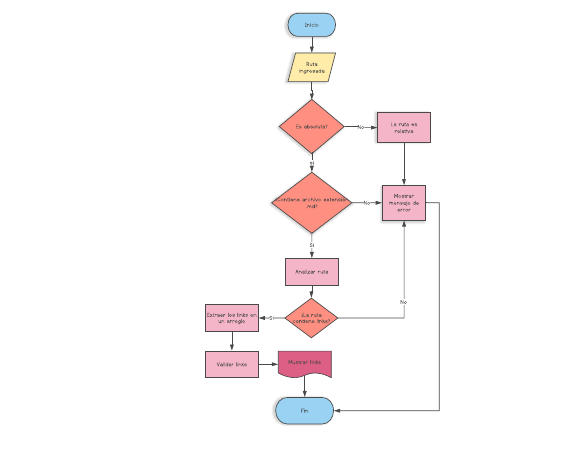 Inicio
Ruta
ingresada
Es absoluta?
No
La ruta es
relativa
Si
Contiene archivo extension
md?
No
Mostrar
mensaje de
error
Si
Analizar ruta
No
Extraer los links en
un arreglo
Si
¿La ruta
contiene links?
Validar links
Mostrar links
Fin